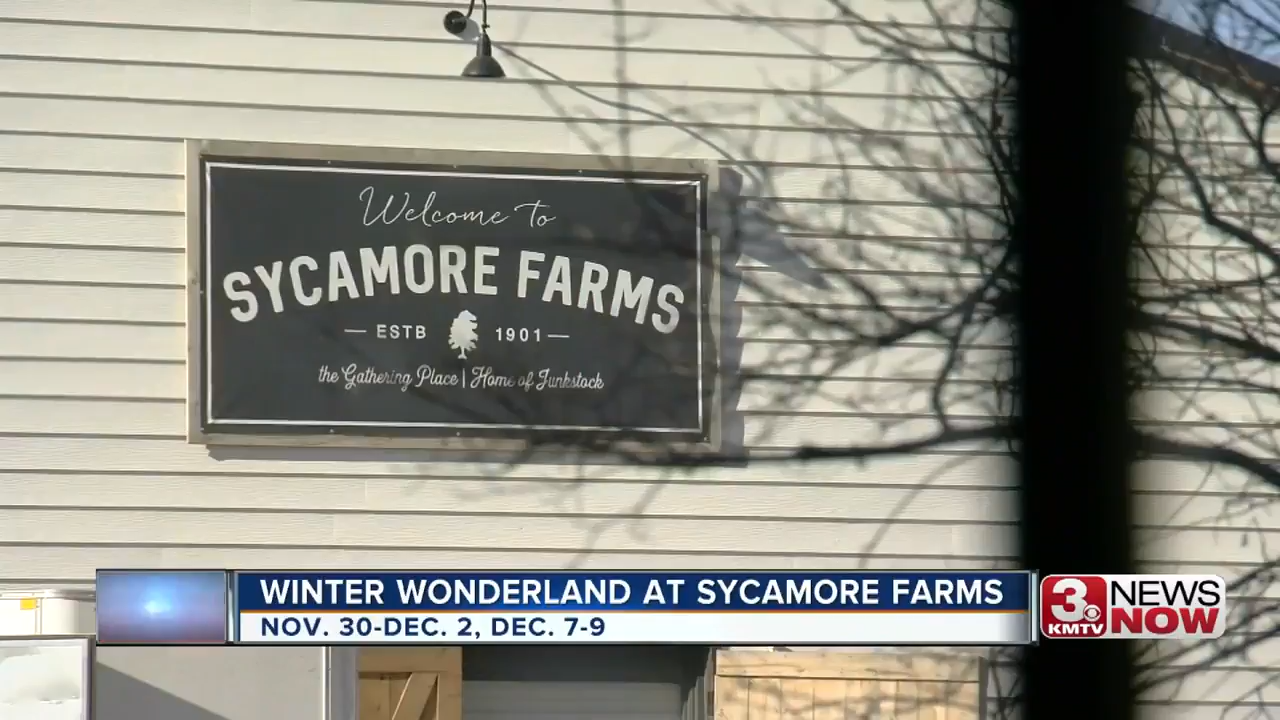 Welcome to
SYCAMORE FARMS
ESTB 1901
the Gathering Place | Home of Junkstock
WINTER WONDERLAND AT SYCAMORE FARMS
NOV. 30-DEC. 2, DEC. 7-9
3 KMTV
NEWS NOW